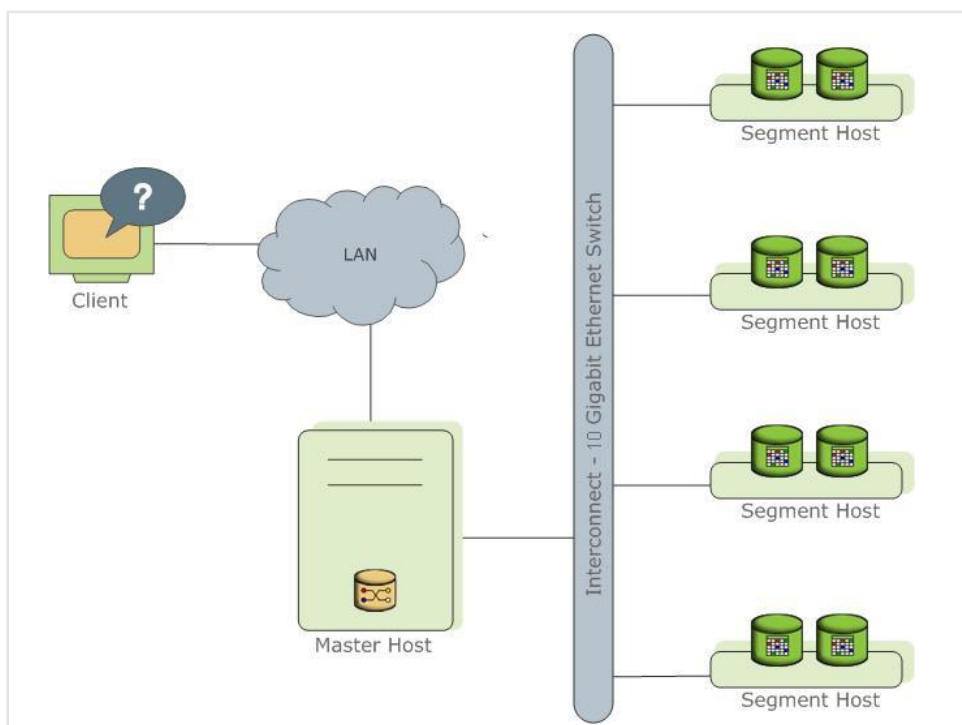 ?
Client
LAN
Master Host
Interconnect - 10 Gigabit Ethernet Switch
Segment Host
Segment Host
Segment Host
Segment Host